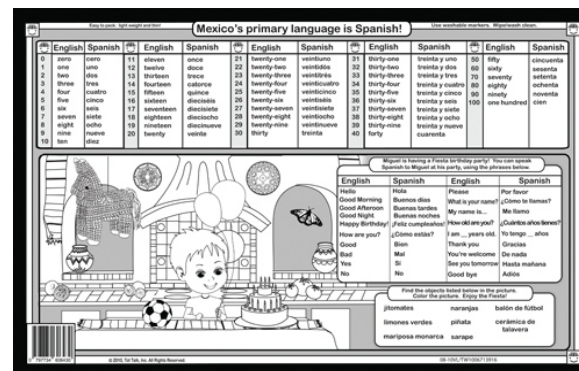 Easy to pack: light weight and thin!
Mexico's primary language is Spanish!
Use washable markers. Wipe/wash clean.
English Spanish English Spanish English Spanish English Spanish English Spanish
0 zero cero 11 eleven once 21 twenty-one veintiuno 31 thirty-one treinta y uno 50 fifty cincuenta
1 one uno 12 twelve doce 22 twenty-two veintidós 32 thirty-two treinta y dos 60 sixty sesenta
2 two dos 13 thirteen trece 23 twenty-three veintitrés 33 thirty-three treinta y tres 70 seventy setenta
3 three tres 14 fourteen catorce 24 twenty-four veinticuatro 34 thirty-four treinta y cuatro 80 eighty ochenta
4 four cuatro 15 fifteen quince 25 twenty-five veinticinco 35 thirty-five treinta y cinco 90 ninety noventa
5 five cinco 16 sixteen dieciséis 26 twenty-six veintiséis 36 thirty-six treinta y seis 100 one hundred cien
6 six seis 17 seventeen diecisiete 27 twenty-seven veintisiete 37 thirty-seven treinta y siete
7 seven siete 18 eighteen dieciocho 28 twenty-eight veintiocho 38 thirty-eight treinta y ocho
8 eight ocho 19 nineteen diecinueve 29 twenty-nine veintinueve 39 thirty-nine treinta y nueve
9 nine nueve 20 twenty veinte 30 thirty treinta 40 forty cuarenta
10 ten diez
Miguel is having a Fiesta birthday party! You can speak
Spanish to Miguel at his party, using the phrases below.
English Spanish English Spanish
Hello Hola Please Por favor
Good Morning Buenos días What is your name? ¿Cómo te llamas?
Good Afternoon Buenas tardes My name is... Me llamo
Good Night Buenas noches How old are you? ¿Cuántos años tienes?
Happy Birthday! ¡Feliz cumpleaños! I am __ years old. Yo tengo __ años
How are you? ¿Cómo estás? Thank you Gracias
Good Bien You're welcome De nada
Bad Mal See you tomorrow Hasta mañana
Yes Sí Good bye Adiós
No No
Find the objects listed below in the picture.
Color the picture. Enjoy the Fiesta!
jitomates naranjas balón de fútbol
limones verdes piñata cerámica de
talavera
mariposa monarca sarape
© 2010, Tot Talk, Inc. All Rights Reserved.